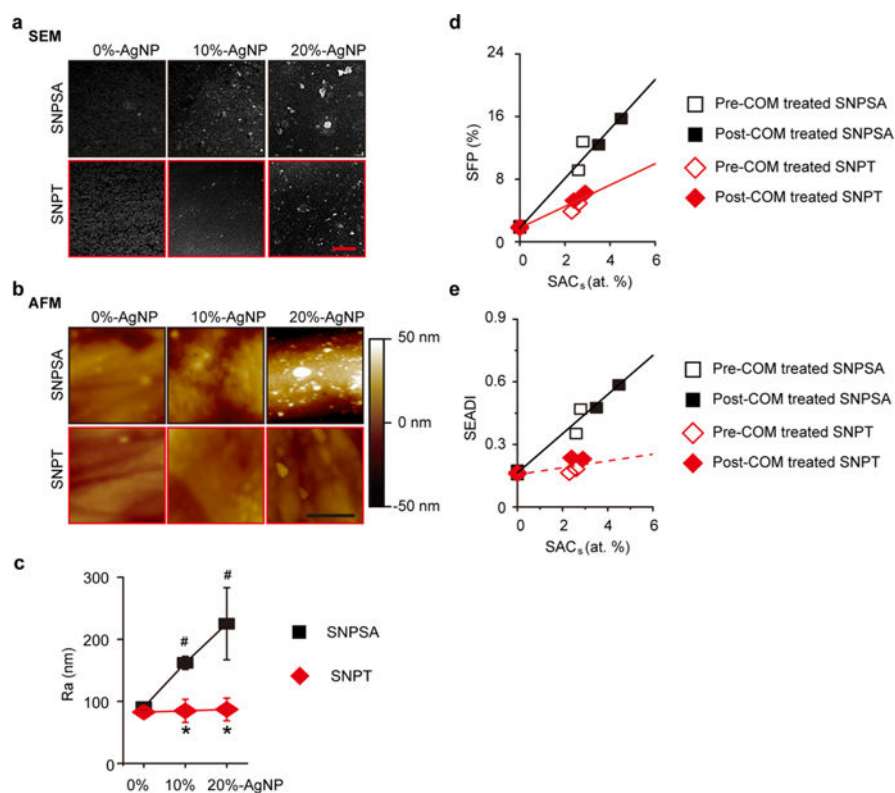 a
SEM
0%-AgNP 10%-AgNP 20%-AgNP
SNPSA
SNPT
b
AFM
0%-AgNP 10%-AgNP 20%-AgNP
SNPSA
SNPT
50 nm
0 nm
-50 nm
c
300
200
100
0
Ra (nm)
# #
* *
0% 10% 20%-AgNP
SNPSA
SNPT
d
24
16
8
0
SFP (%)
0 2 4 6
SACs (at. %)
Pre-COM treated SNPSA
Post-COM treated SNPSA
Pre-COM treated SNPT
Post-COM treated SNPT
e
0.9
0.6
0.3
0.0
SEADI
0 2 4 6
SACs (at. %)
Pre-COM treated SNPSA
Post-COM treated SNPSA
Pre-COM treated SNPT
Post-COM treated SNPT